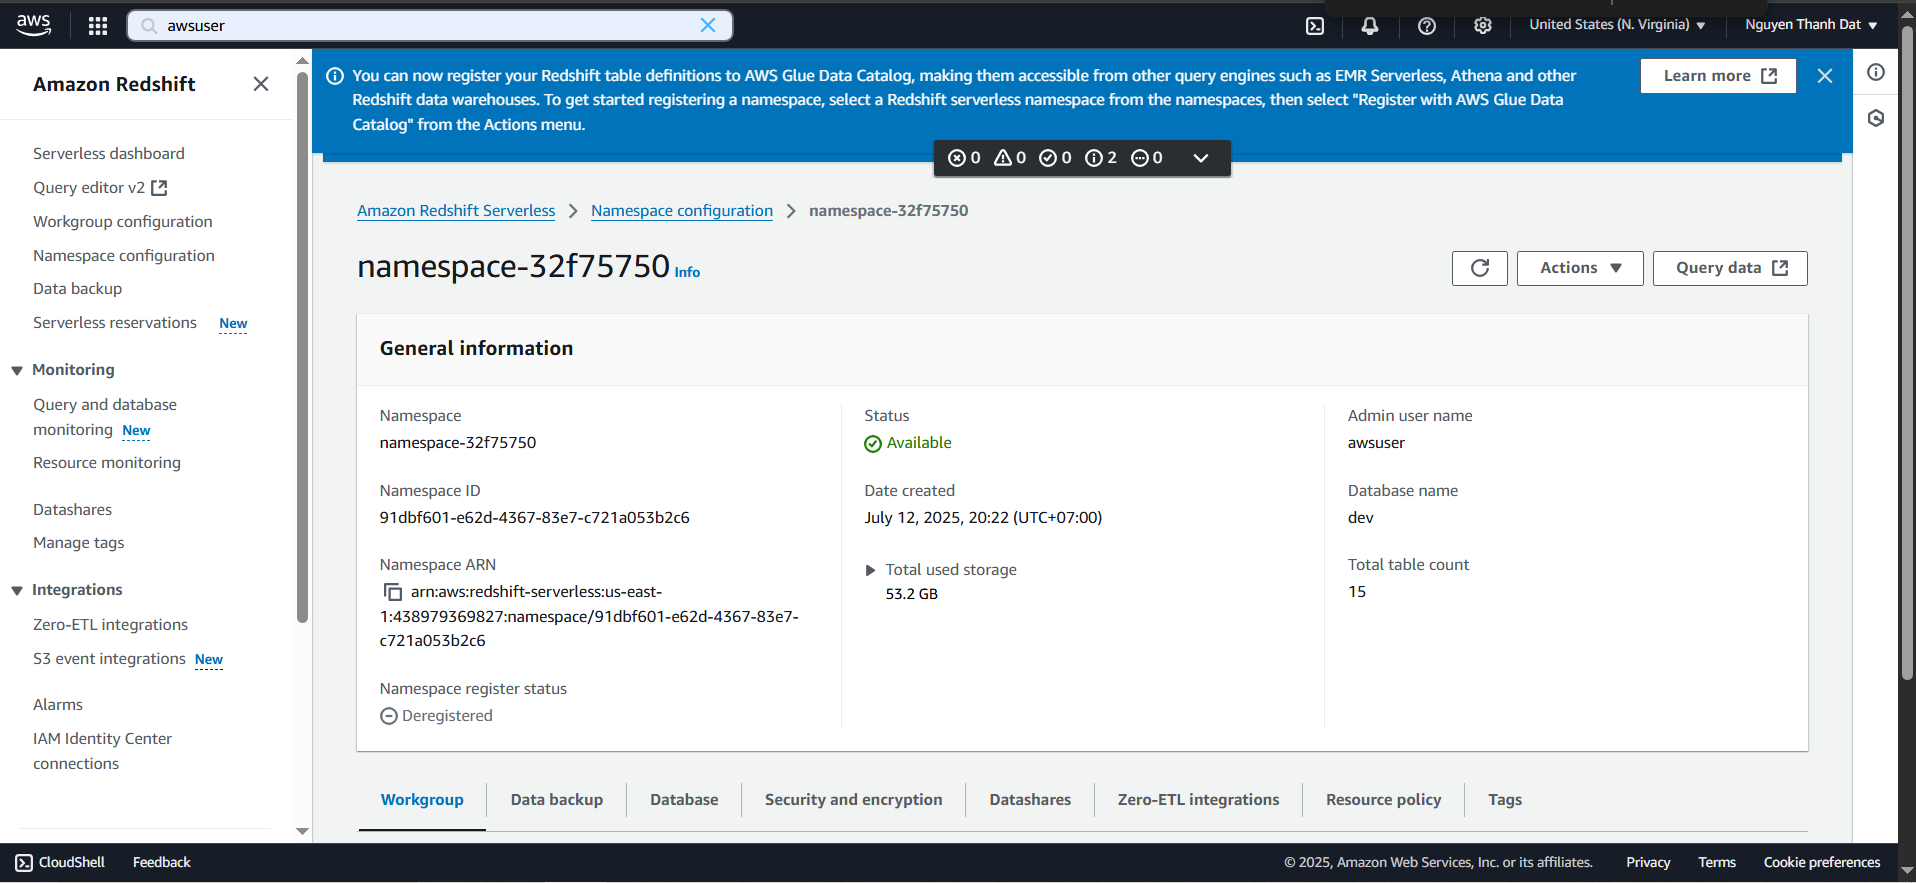 aws
awsuser
United States (N. Virginia)
Nguyen Thanh Dat
Amazon Redshift
Serverless dashboard
Query editor v2
Workgroup configuration
Namespace configuration
Data backup
Serverless reservations New
Monitoring
Query and database
monitoring New
Resource monitoring
Datashares
Manage tags
Integrations
Zero-ETL integrations
S3 event integrations New
Alarms
IAM Identity Center
connections
You can now register your Redshift table definitions to AWS Glue Data Catalog, making them accessible from other query engines such as EMR Serverless, Athena and other
Redshift data warehouses. To get started registering a namespace, select a Redshift serverless namespace from the namespaces, then select "Register with AWS Glue Data
Catalog" from the Actions menu.
Learn more
0 0 0 2 0
Amazon Redshift Serverless
Namespace configuration
namespace-32f75750
namespace-32f75750 Info
Actions
Query data
General information
Namespace
namespace-32f75750
Namespace ID
91dbf601-e62d-4367-83e7-c721a053b2c6
Namespace ARN
arn:aws:redshift-serverless:us-east-
1:438979369827:namespace/91dbf601-e62d-4367-83e7-
c721a053b2c6
Namespace register status
Deregistered
Status
Available
Date created
July 12, 2025, 20:22 (UTC+07:00)
Total used storage
53.2 GB
Admin user name
awsuser
Database name
dev
Total table count
15
Workgroup
Data backup
Database
Security and encryption
Datashares
Zero-ETL integrations
Resource policy
Tags
CloudShell
Feedback
© 2025, Amazon Web Services, Inc. or its affiliates.
Privacy
Terms
Cookie preferences